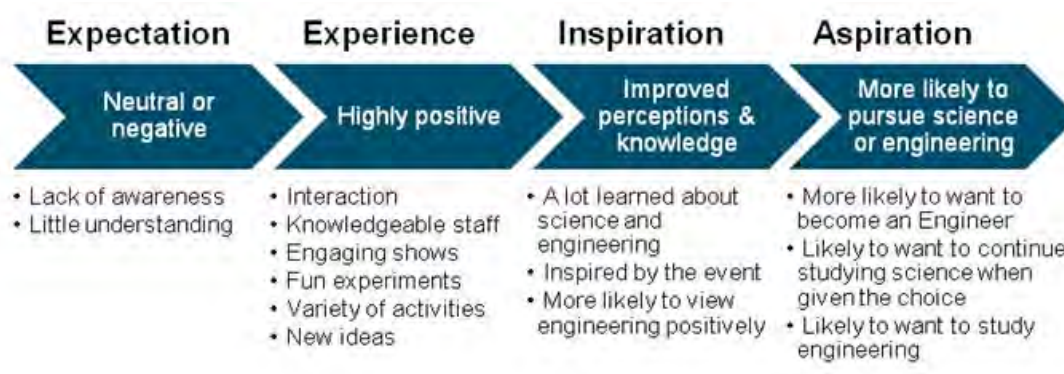 Expectation
Neutral or
negative
• Lack of awareness
• Little understanding
Experience
Highly positive
• Interaction
• Knowledgeable staff
• Engaging shows
• Fun experiments
• Variety of activities
• New ideas
Inspiration
Improved
perceptions &
knowledge
• A lot learned about
science and
engineering
• Inspired by the event
• More likely to view
engineering positively
Aspiration
More likely to
pursue science
or engineering
• More likely to want to
become an Engineer
• Likely to want to continue
studying science when
given the choice
• Likely to want to study
engineering